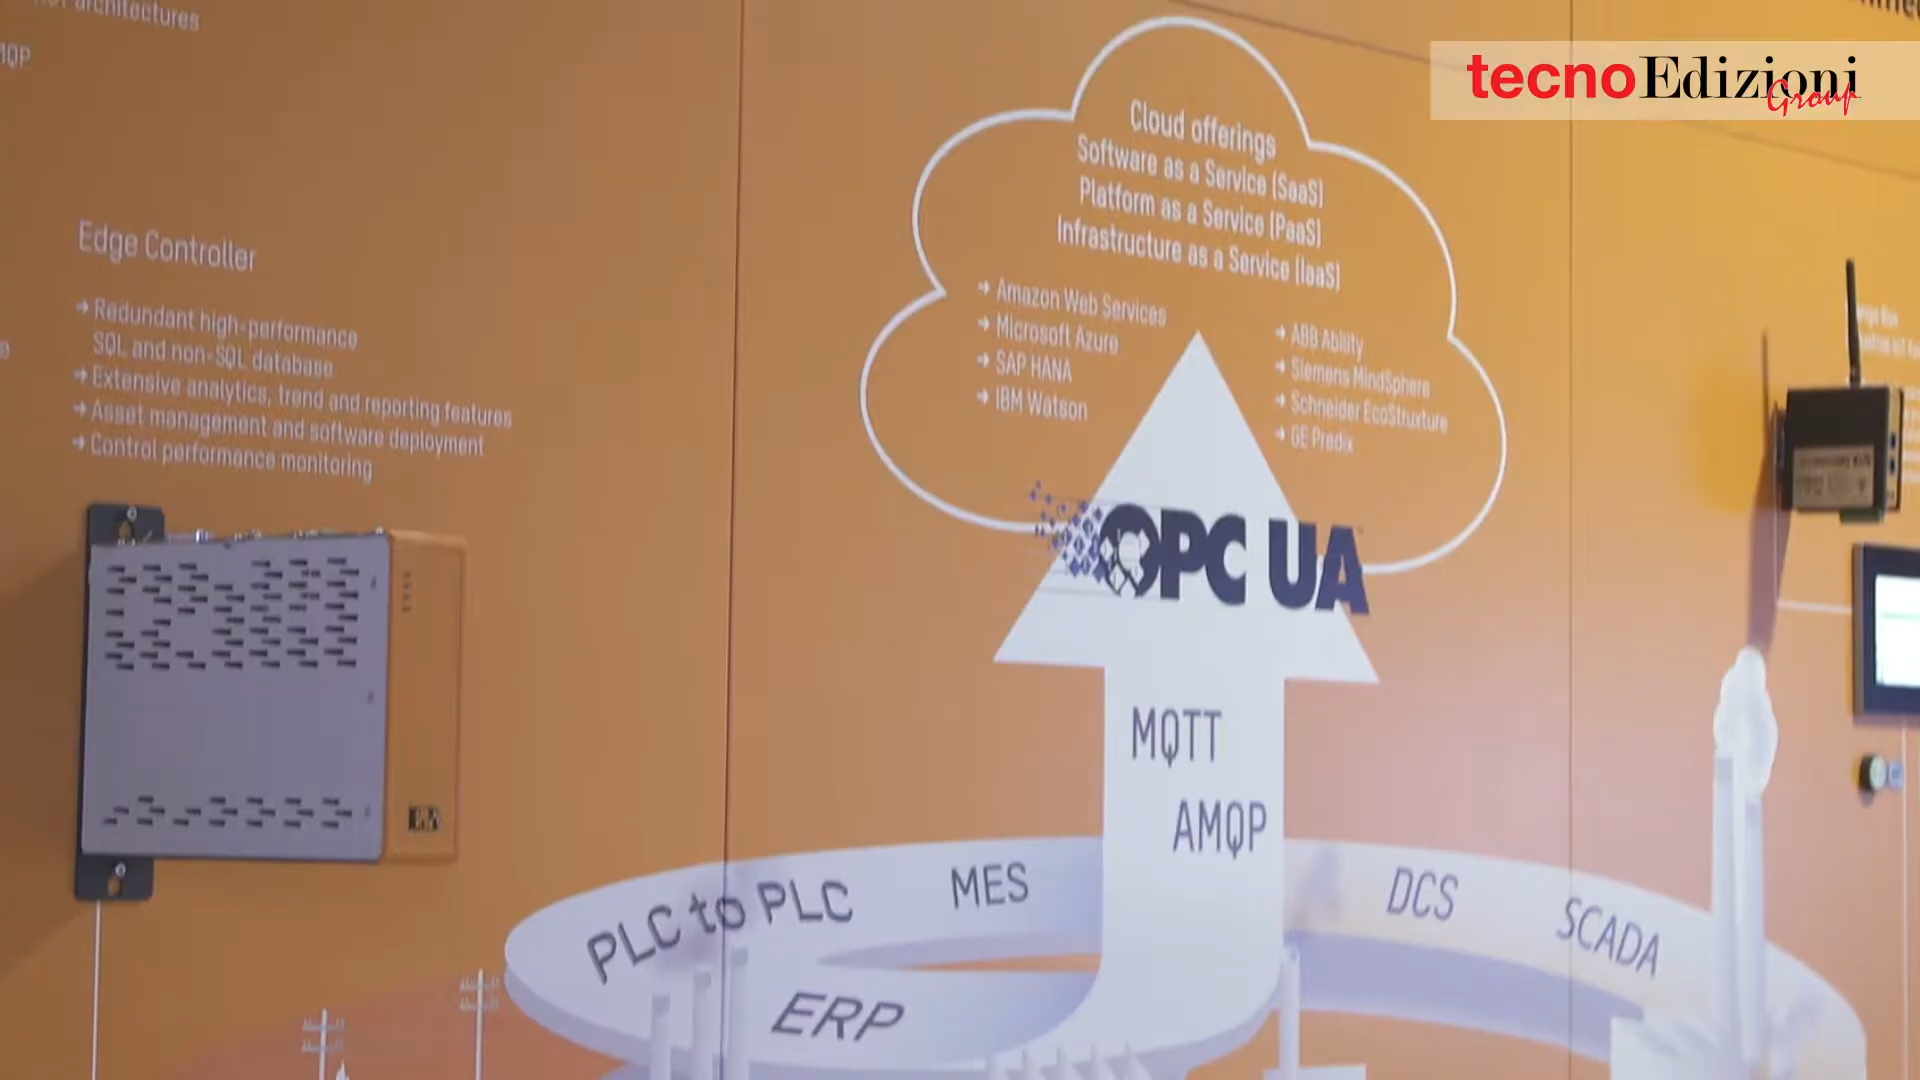 architectures
MQP
tecnoEdizioni
Group
Edge Controller
→ Redundant high-performance
SQL and non-SQL database
→ Extensive analytics, trend and reporting features
→ Asset management and software deployment
→ Control performance monitoring
Cloud offerings
Software as a Service (SaaS)
Platform as a Service (PaaS)
Infrastructure as a Service (IaaS)
→ Amazon Web Services
→ Microsoft Azure
→ SAP HANA
→ IBM Watson
→ ABB Ability
→ Siemens MindSphere
→ Schneider EcoStruxture
→ GE Predix
OPC UA
MQTT
AMQP
PLC to PLC
MES
DCS
SCADA
ERP